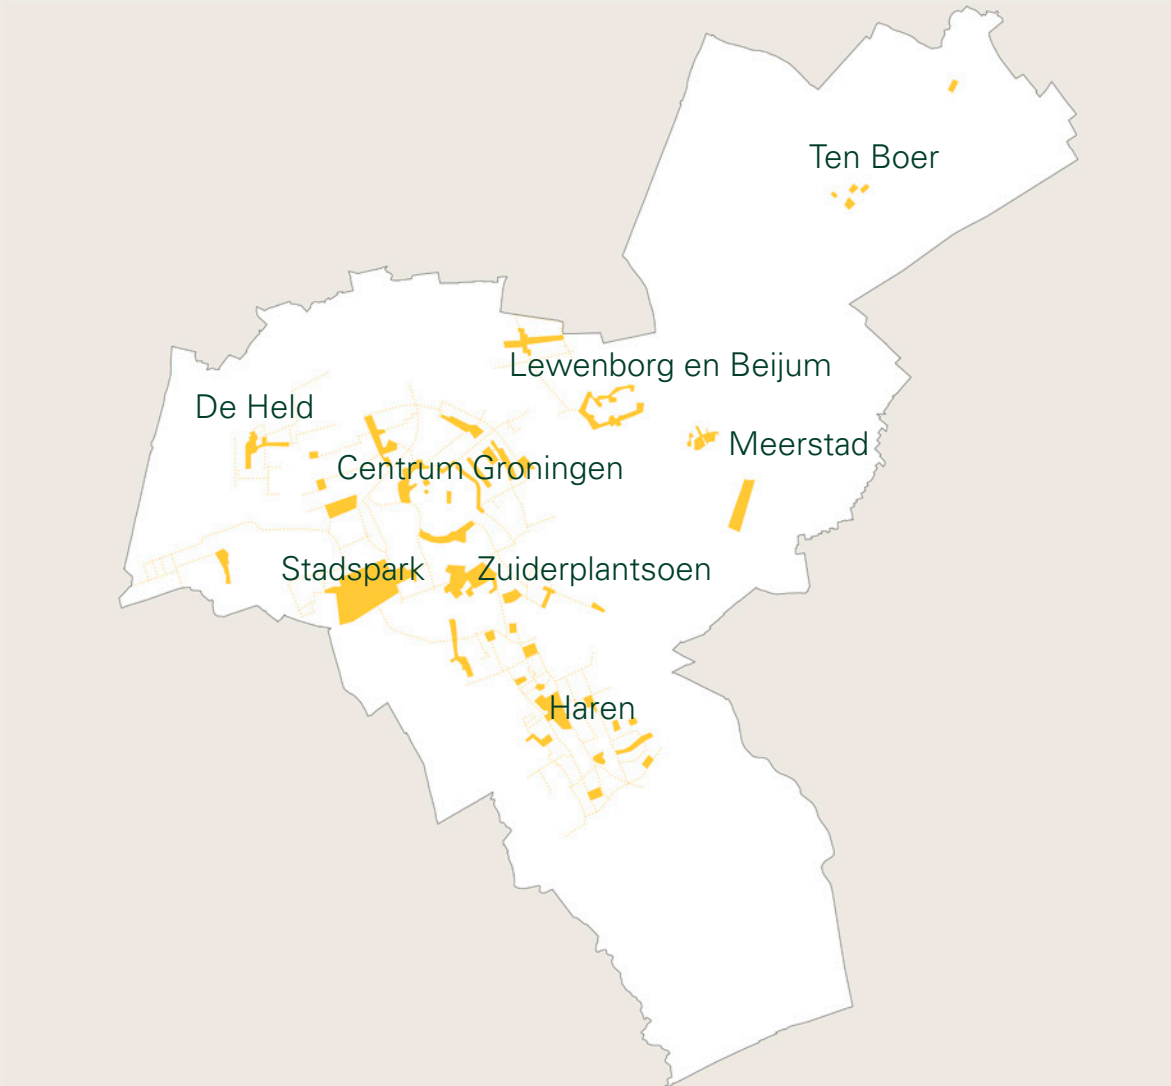 Ten Boer
Lewenborg en Beijum
De Held
Meerstad
Centrum Groningen
Stadspark
Zuiderplantsoen
Haren